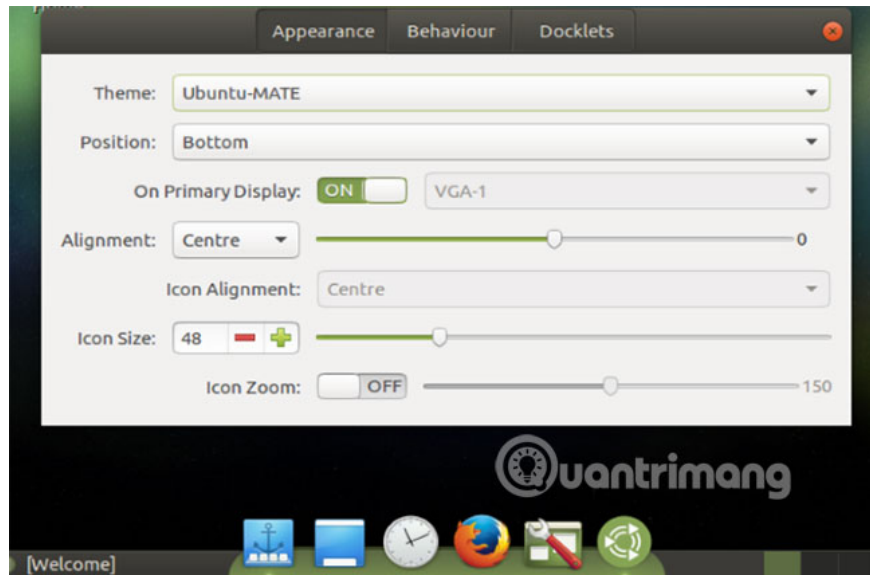 Appearance Behaviour Docklets
Theme: Ubuntu-MATE
Position: Bottom
On Primary Display: ON VGA-1
Alignment: Centre 0
Icon Alignment: Centre
Icon Size: 48
Icon Zoom: OFF 150
Quantrimang
[Welcome]